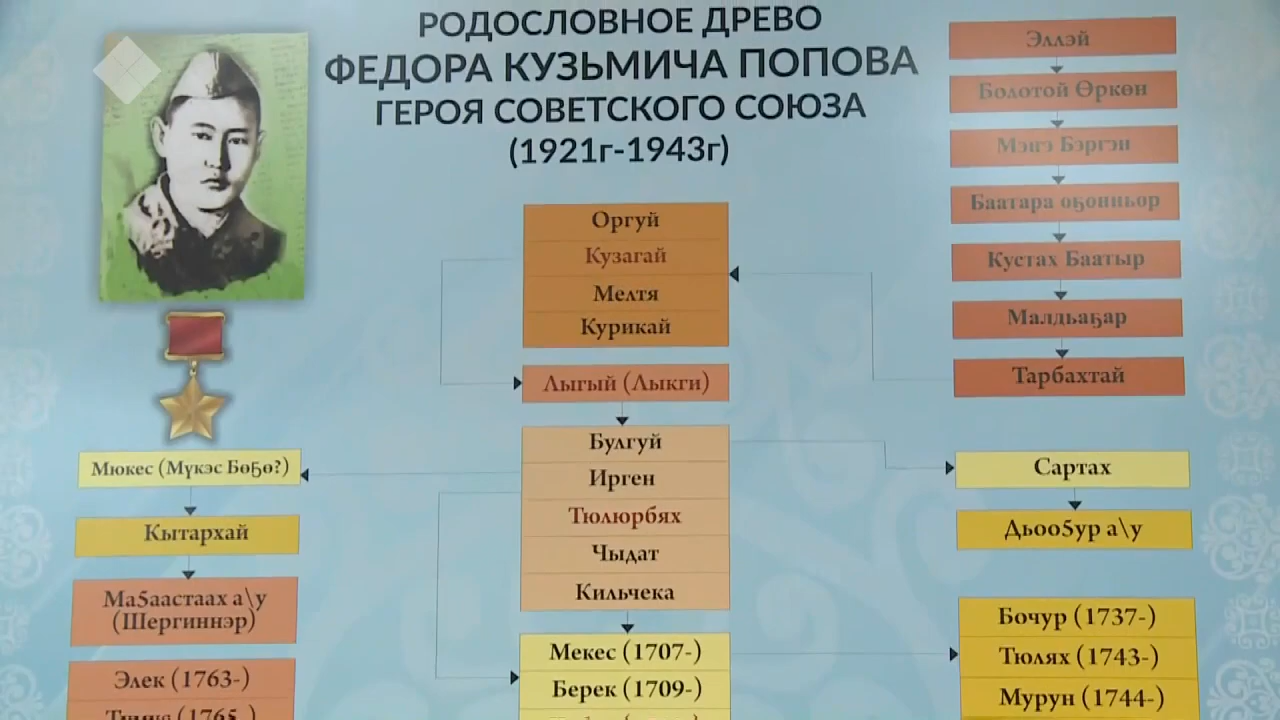 РОДОСЛОВНОЕ ДРЕВО
ФЕДОРА КУЗЬМИЧА ПОПОВА
ГЕРОЯ СОВЕТСКОГО СОЮЗА
(1921г-1943г)
Эллэй
Болотой Өркөн
Мэнэ Бэргэн
Баатара оҕонньор
Кустах Баатыр
Малдьаҕар
Тарбахтай
Оргуй
Кузагай
Мелтя
Курикай
Лыгый (Лыкги)
Булгуй
Ирген
Тюлюрбях
Чыдат
Кильчека
Мекес (1707-)
Берек (1709-)
Мюкес (Мүкэс Бөҕө?)
Кытархай
Ма5аастаах а\у
(Шергиннэр)
Элек (1763-)
Сартах
Дьоо5ур а\у
Бочур (1737-)
Тюлях (1743-)
Мурун (1744-)